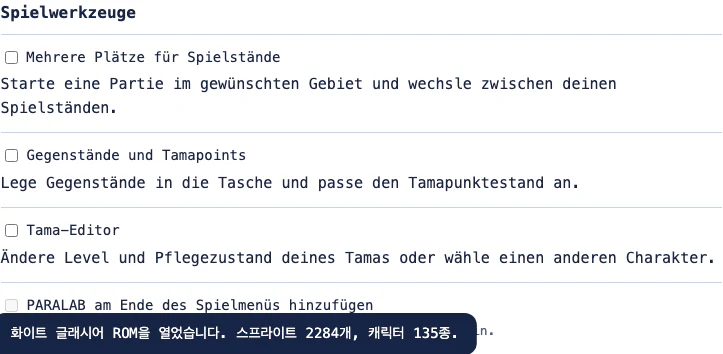 Spielwerkzeuge
Mehrere Plätze für Spielstände
Starte eine Partie im gewünschten Gebiet und wechsle zwischen deinen
Spielständen.
Gegenstände und Tamapoints
Lege Gegenstände in die Tasche und passe den Tamapunktestand an.
Tama-Editor
Ändere Level und Pflegezustand deines Tamas oder wähle einen anderen Charakter.
PARALAB am Ende des Spielmenüs hinzufügen
화이트 글래시어 ROM을 열었습니다. 스프라이트 2284개, 캐릭터 135종.